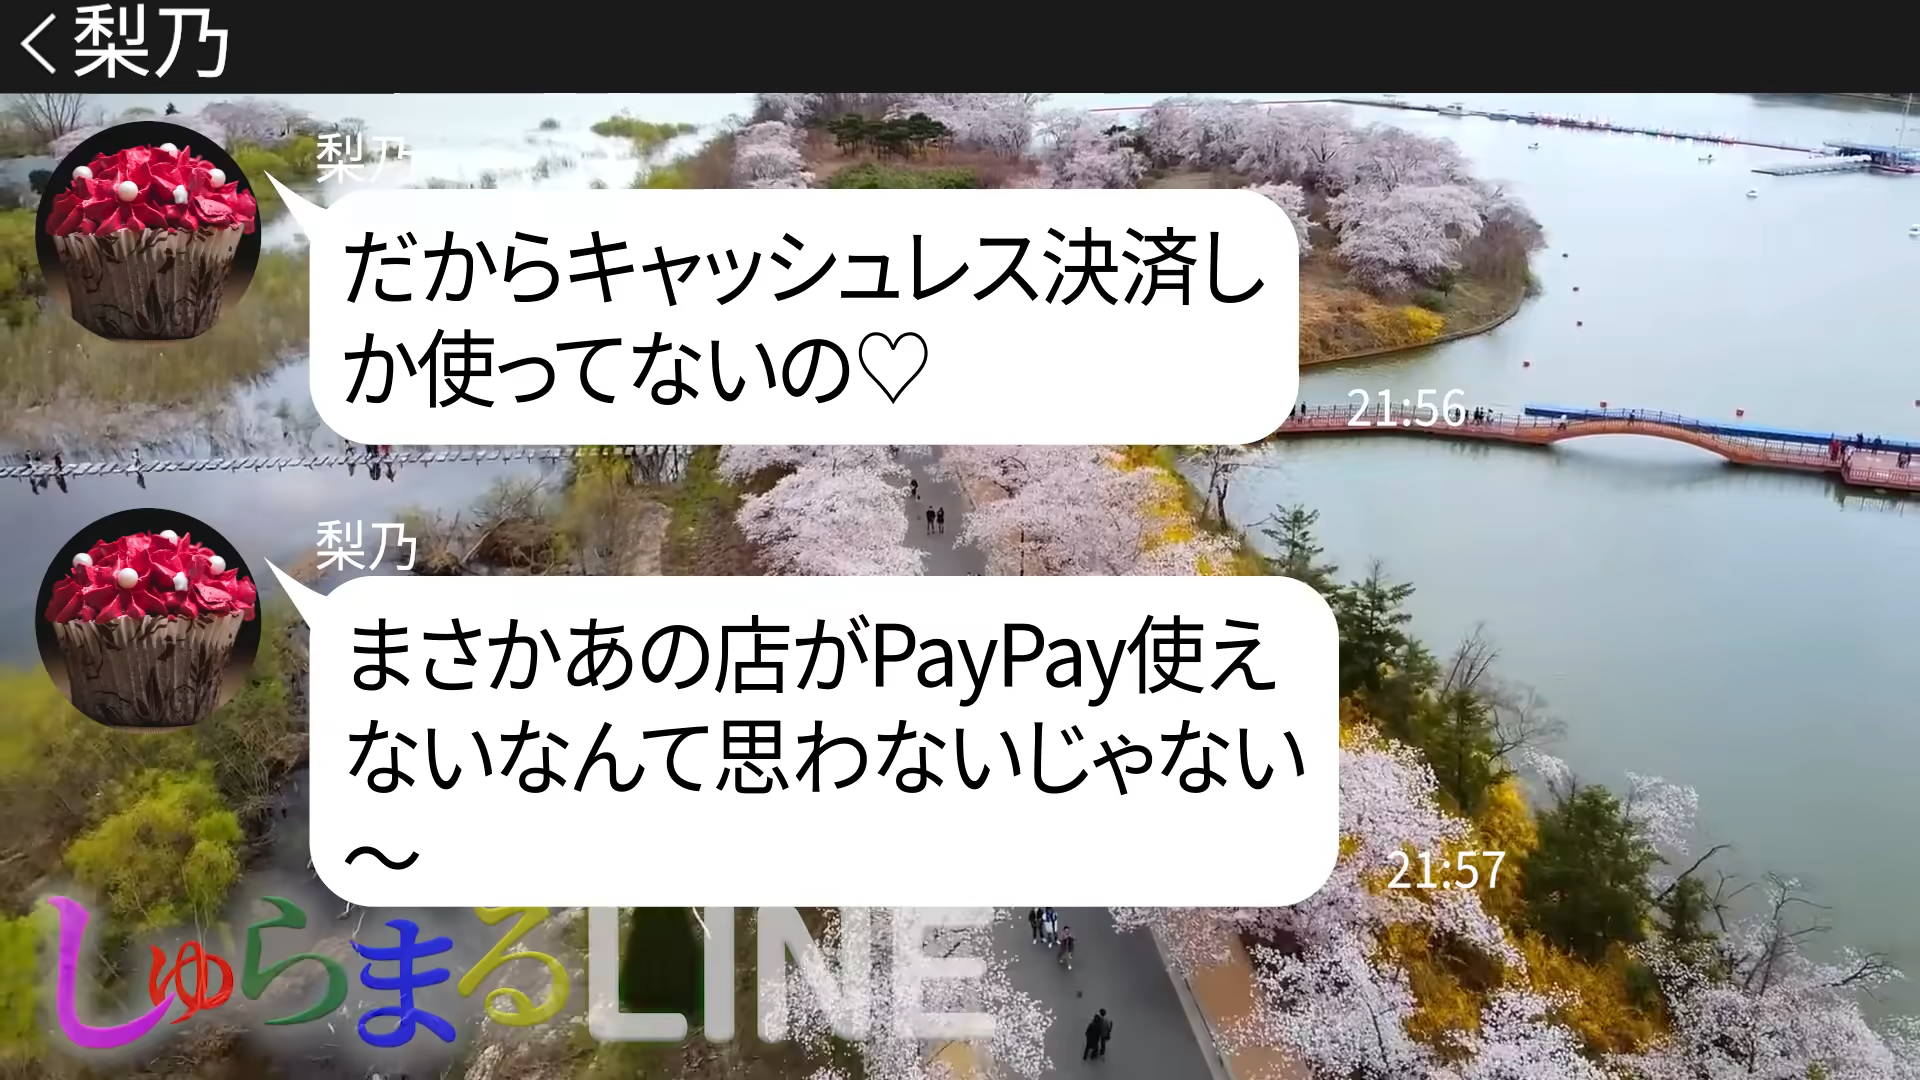 梨乃
梨乃
だからキャッシュレス決済し
か使ってないの♡
21:56
梨乃
まさかあの店がPayPay使え
ないなんて思わないじゃない
～
21:57
しゅらまるLINE